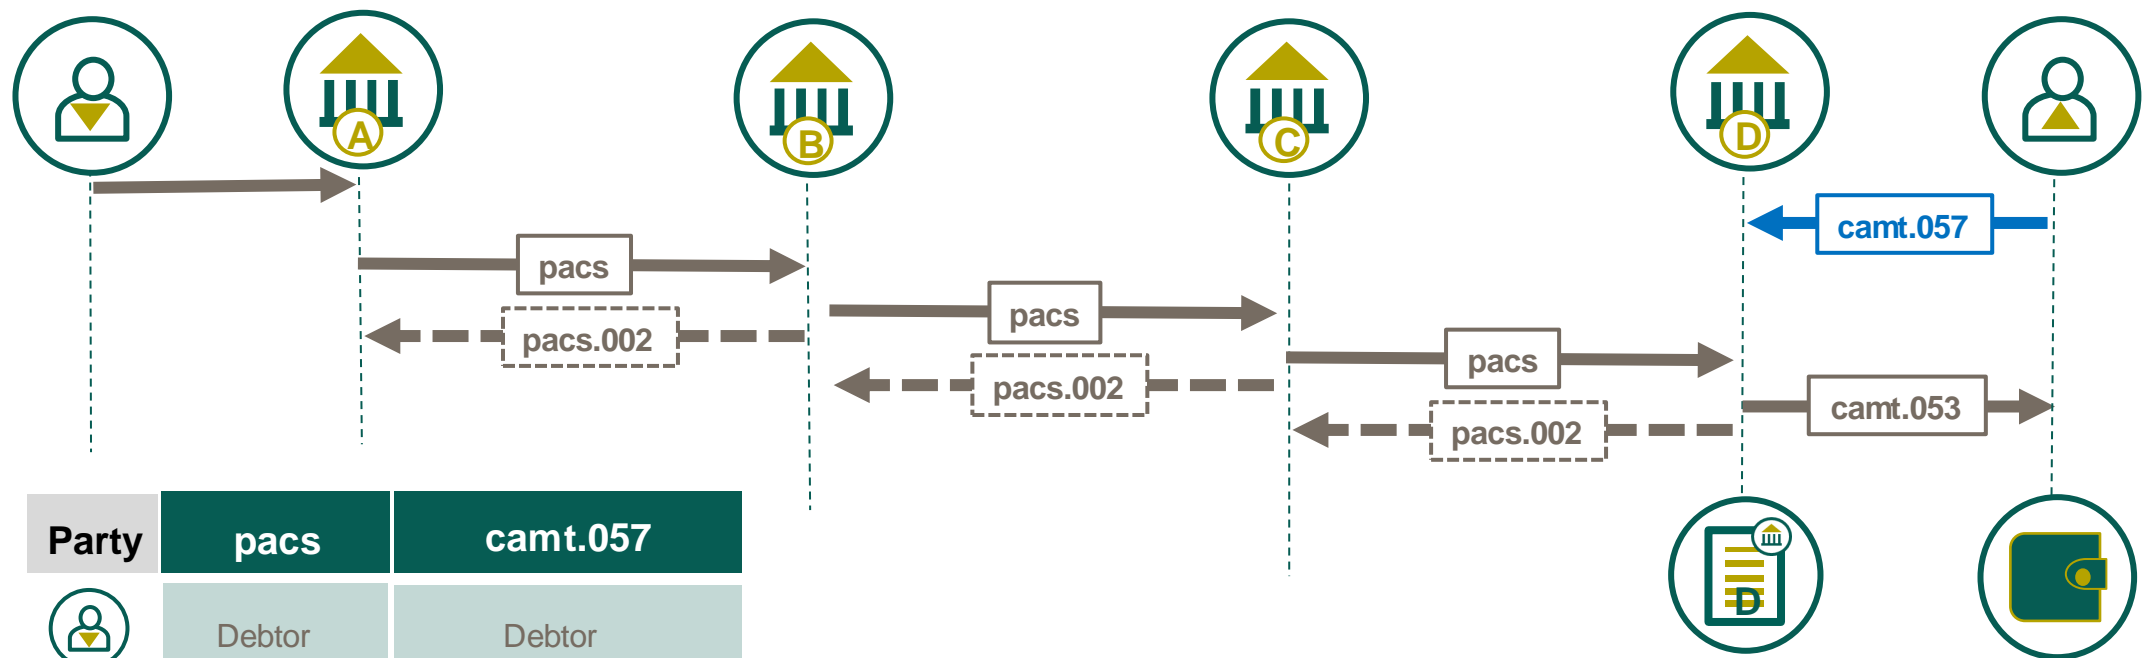 A
B
C
D
camt.057
pacs
pacs
pacs.002
pacs
pacs.002
camt.053
pacs.002
Party pacs camt.057
D
Debtor Debtor